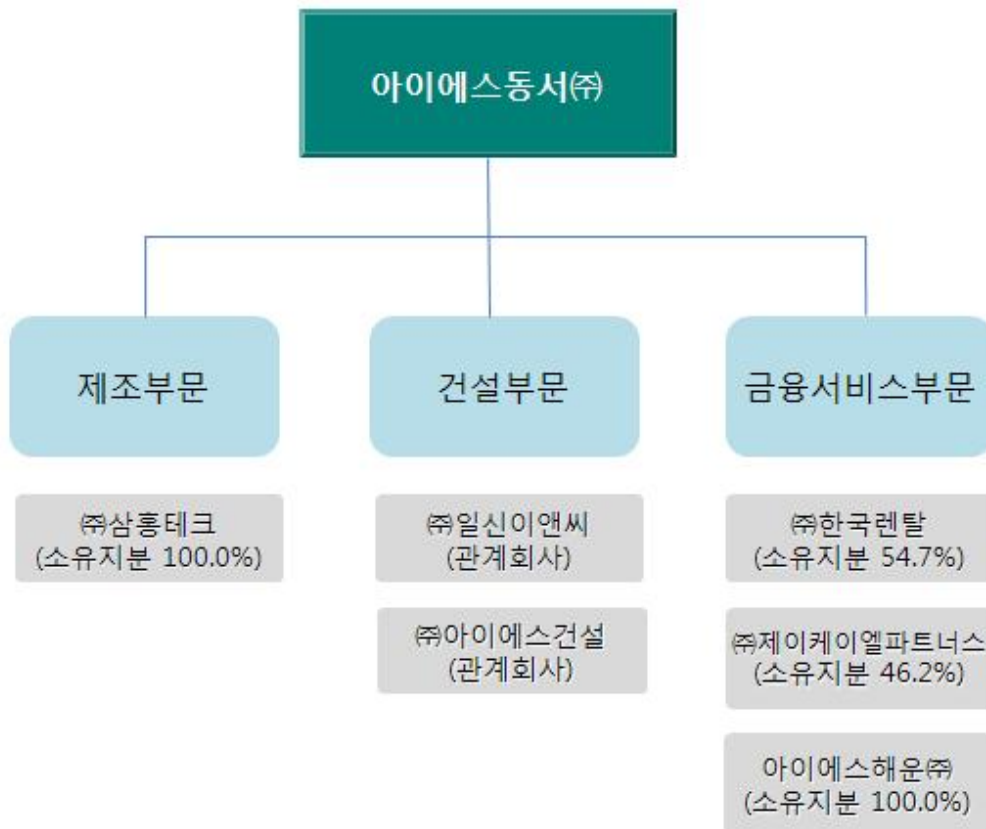 아이에스동서㈜
제조부문
㈜삼홍테크
(소유지분 100.0%)
건설부문
㈜일신이앤씨
(관계회사)
㈜아이에스건설
(관계회사)
금융서비스부문
㈜한국렌탈
(소유지분 54.7%)
㈜제이케이엘파트너스
(소유지분 46.2%)
아이에스해운㈜
(소유지분 100.0%)